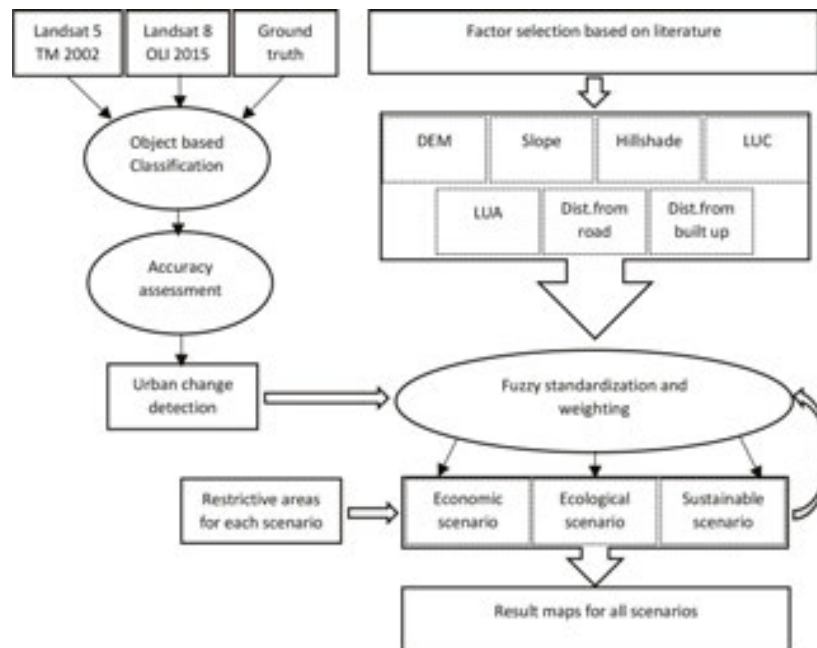 Landsat 5
TM 2002
Landsat 8
OLI 2015
Ground
truth
Factor selection based on literature
Object based
Classification
DEM
Slope
Hillshade
LUC
LUA
Dist.from
road
Dist.from
built up
Accuracy
assessment
Urban change
detection
Fuzzy standardization and
weighting
Restrictive areas
for each scenario
Economic
scenario
Ecological
scenario
Sustainable
scenario
Result maps for all scenarios